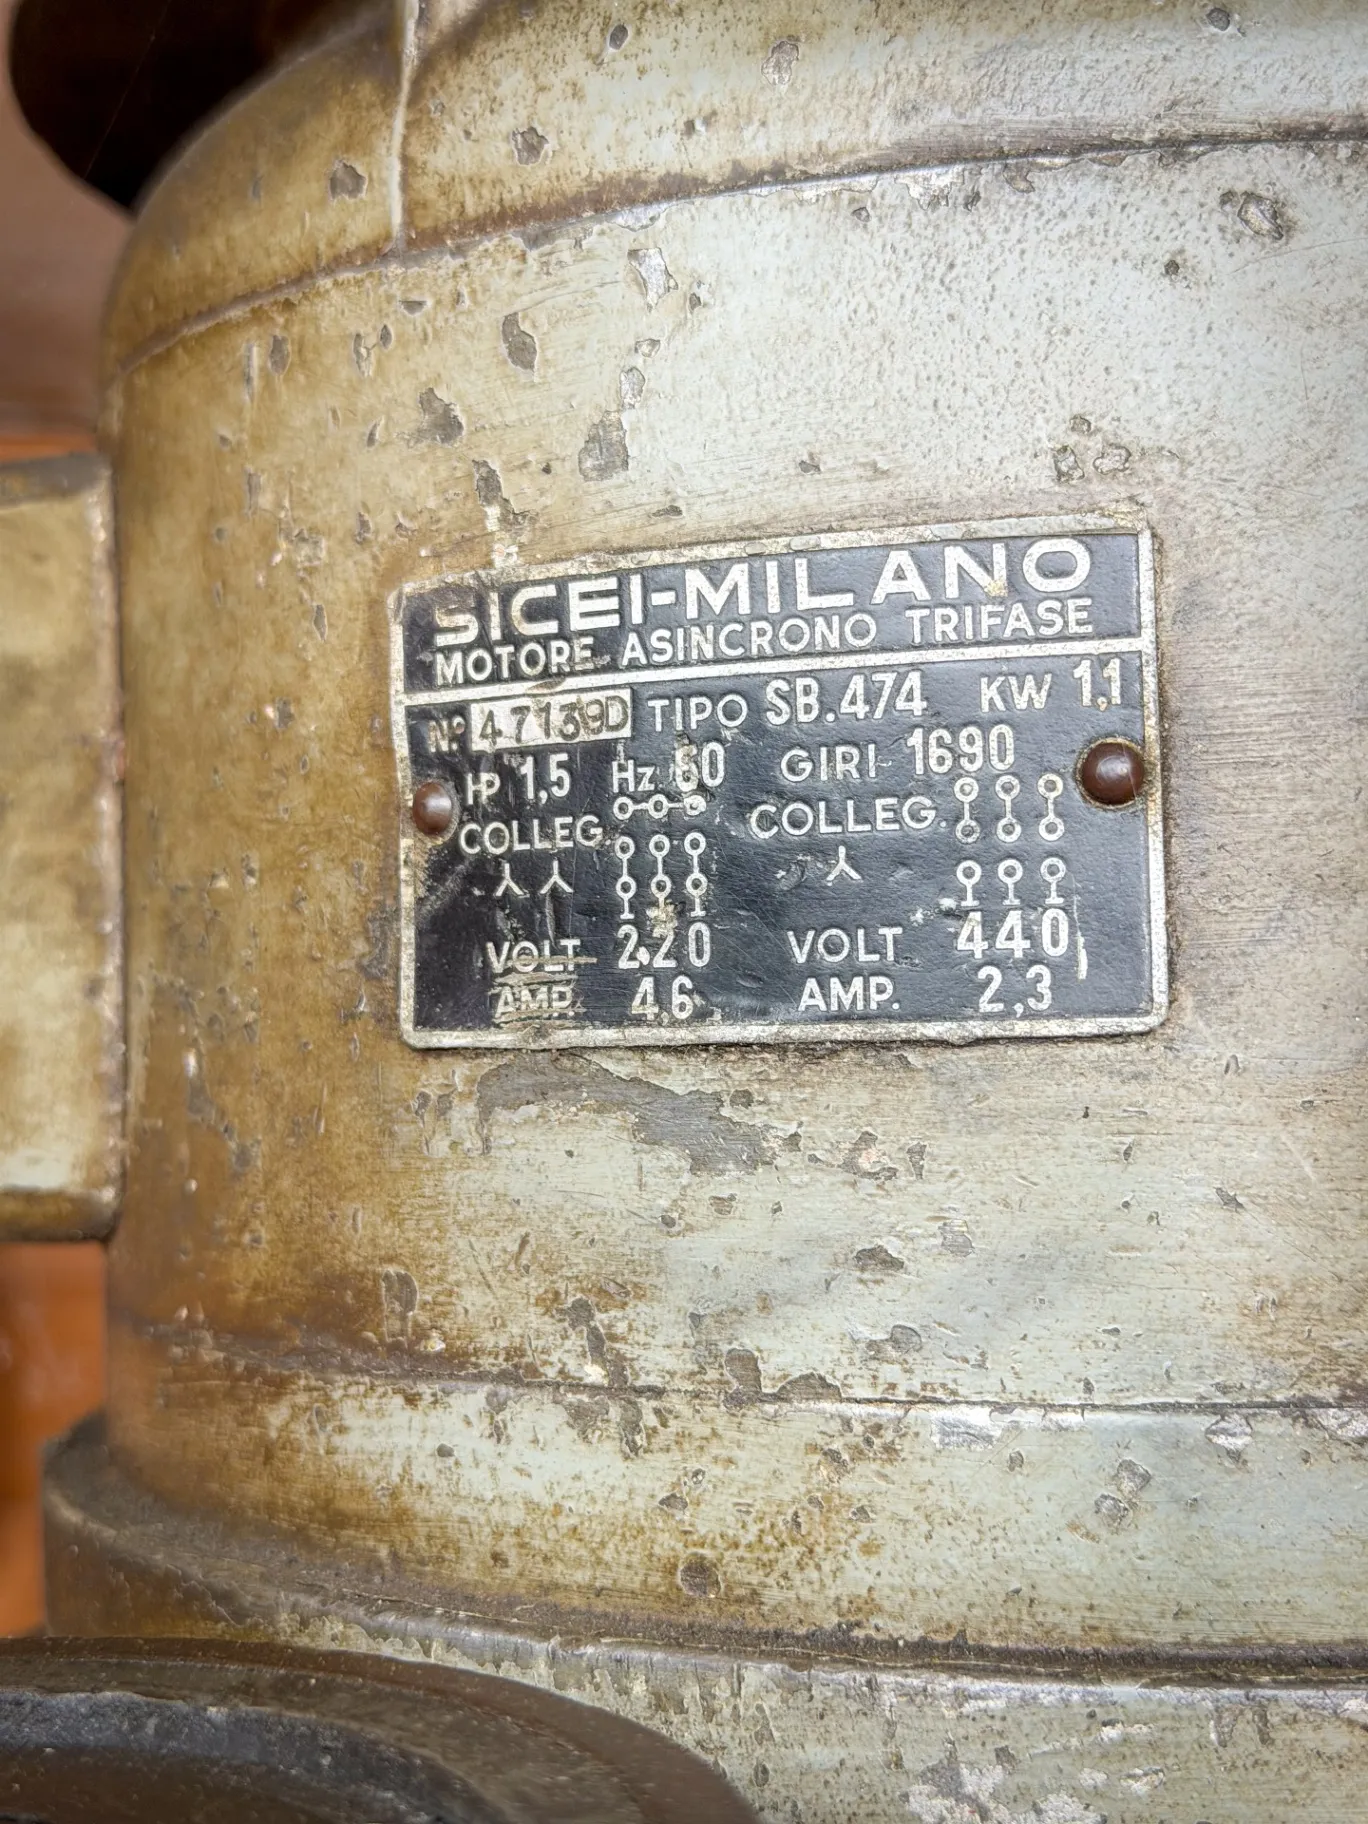 SICEI-MILANO
MOTORE ASINCRONO TRIFASE
Nº 47139D TIPO SB.474 KW 1,1
HP 1,5 Hz 60 GIRI 1690
COLLEG. COLLEG.
VOLT 220 VOLT 440
AMP. 4,6 AMP. 2,3